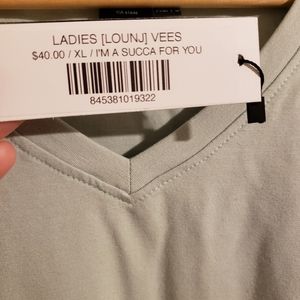 LADIES [LOUNJ] VEES
$40.00 / XL / I'M A SUCCA FOR YOU
845381019322